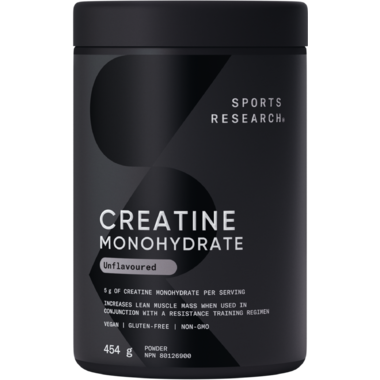 SPORTS
RESEARCH®
CREATINE
MONOHYDRATE
Unflavoured
5 g OF CREATINE MONOHYDRATE PER SERVING
INCREASES LEAN MUSCLE MASS WHEN USED IN
CONJUNCTION WITH A RESISTANCE TRAINING REGIMEN
VEGAN | GLUTEN-FREE | NON-GMO
454 g
POWDER
NPN 80126900